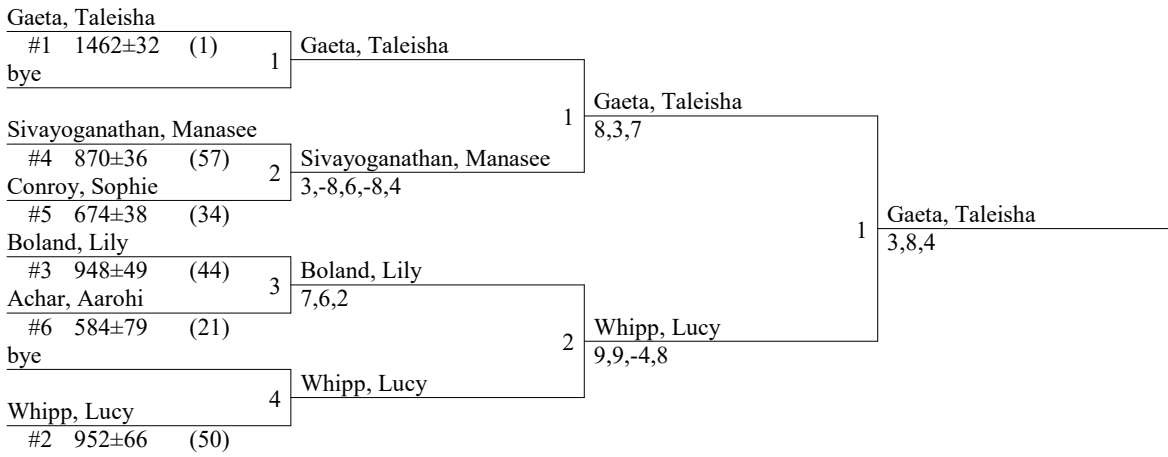 Gaeta, Taleisha
#1 1462±32 (1)
bye
1
Gaeta, Taleisha
Sivayoganathan, Manasee
#4 870±36 (57)
Conroy, Sophie
#5 674±38 (34)
2
Sivayoganathan, Manasee
3,-8,6,-8,4
1
Gaeta, Taleisha
8,3,7
Boland, Lily
#3 948±49 (44)
Achar, Aarohi
#6 584±79 (21)
3
Boland, Lily
7,6,2
bye
Whipp, Lucy
#2 952±66 (50)
4
Whipp, Lucy
2
Whipp, Lucy
9,9,-4,8
1
Gaeta, Taleisha
3,8,4